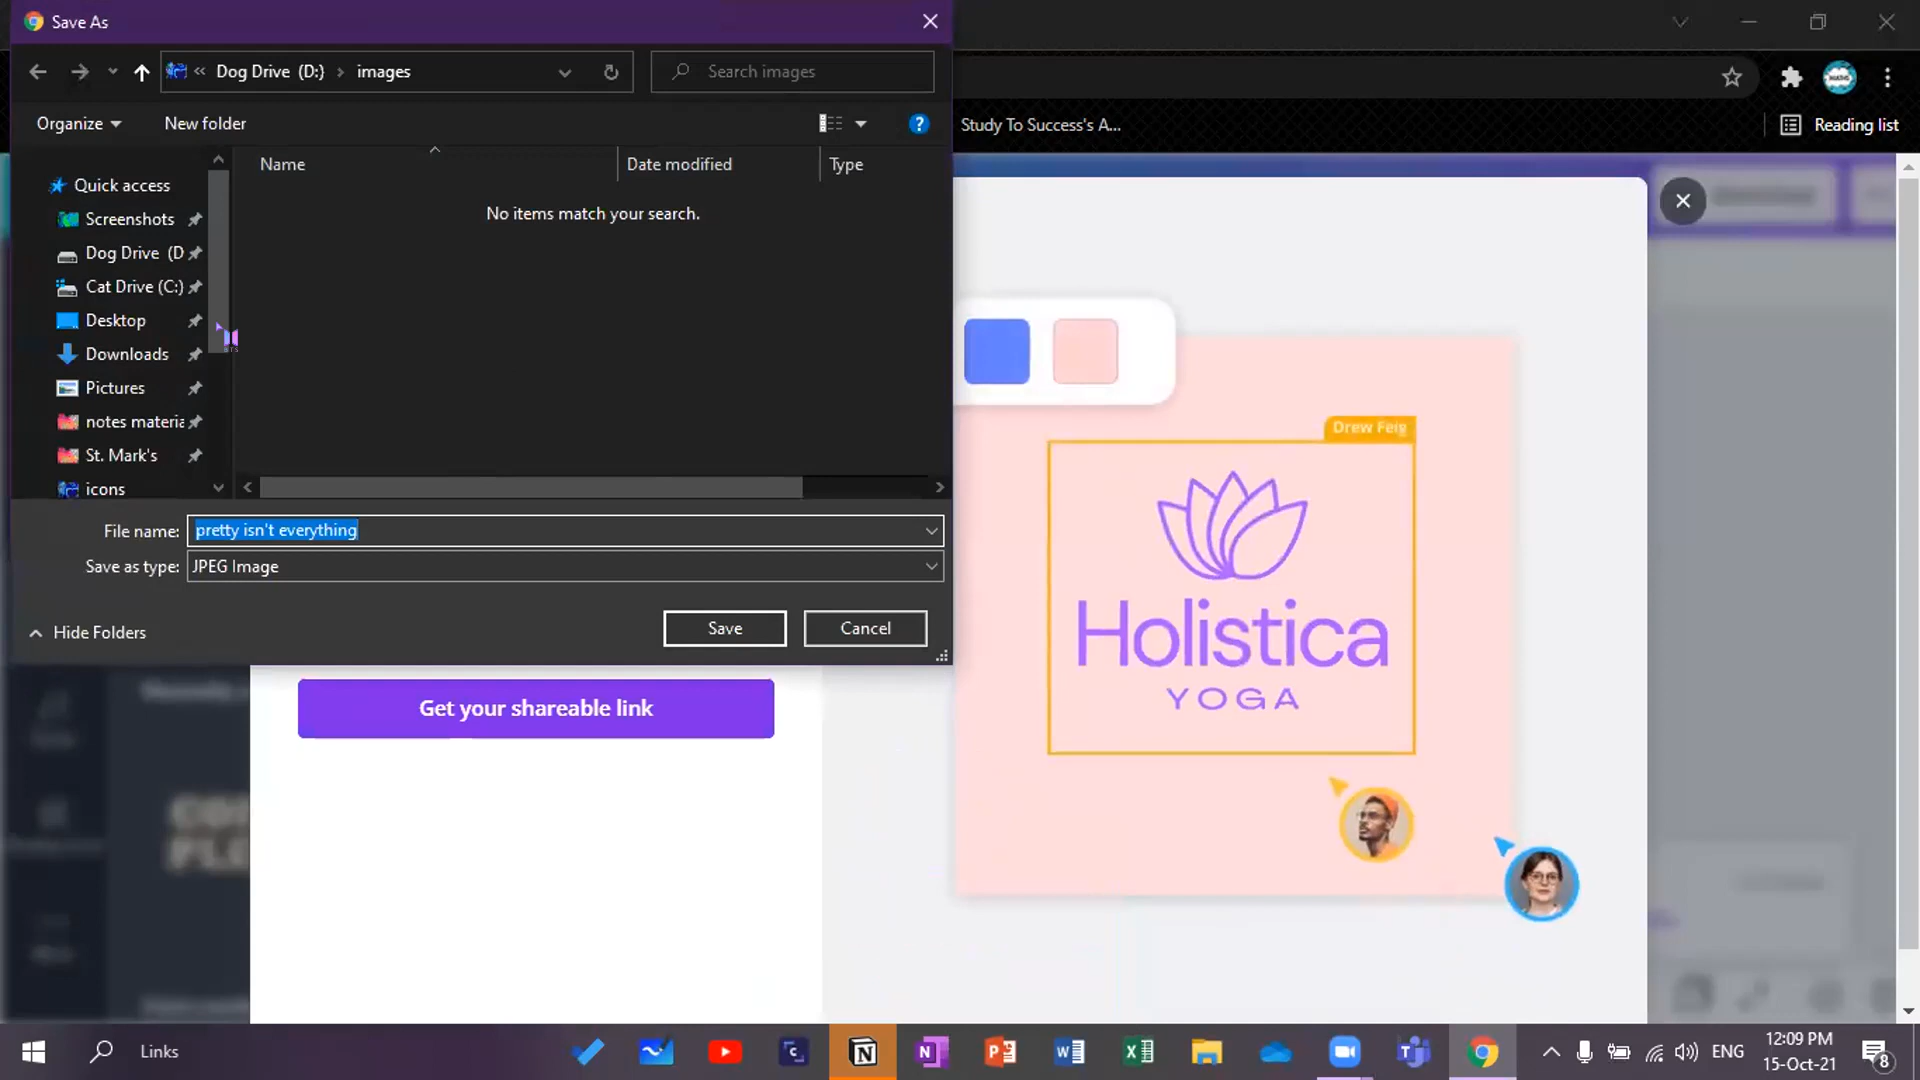 Save As
Dog Drive (D:) › images
Search images
Organize
New folder
Study To Success's A...
Reading list
Name
Date modified
Type
No items match your search.
Quick access
Screenshots
Dog Drive (D
Cat Drive (C:)
Desktop
Downloads
Pictures
notes materia
St. Mark's
icons
File name: pretty isn't everything
Save as type: JPEG Image
Hide Folders
Save
Cancel
Get your shareable link
Drew Feig
Holistica
YOGA
Links
ENG
12:09 PM
15-Oct-21
8